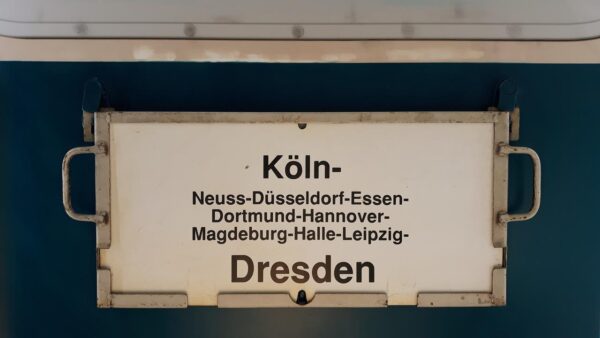 Köln-
Neuss-Düsseldorf-Essen-
Dortmund-Hannover-
Magdeburg-Halle-Leipzig-
Dresden